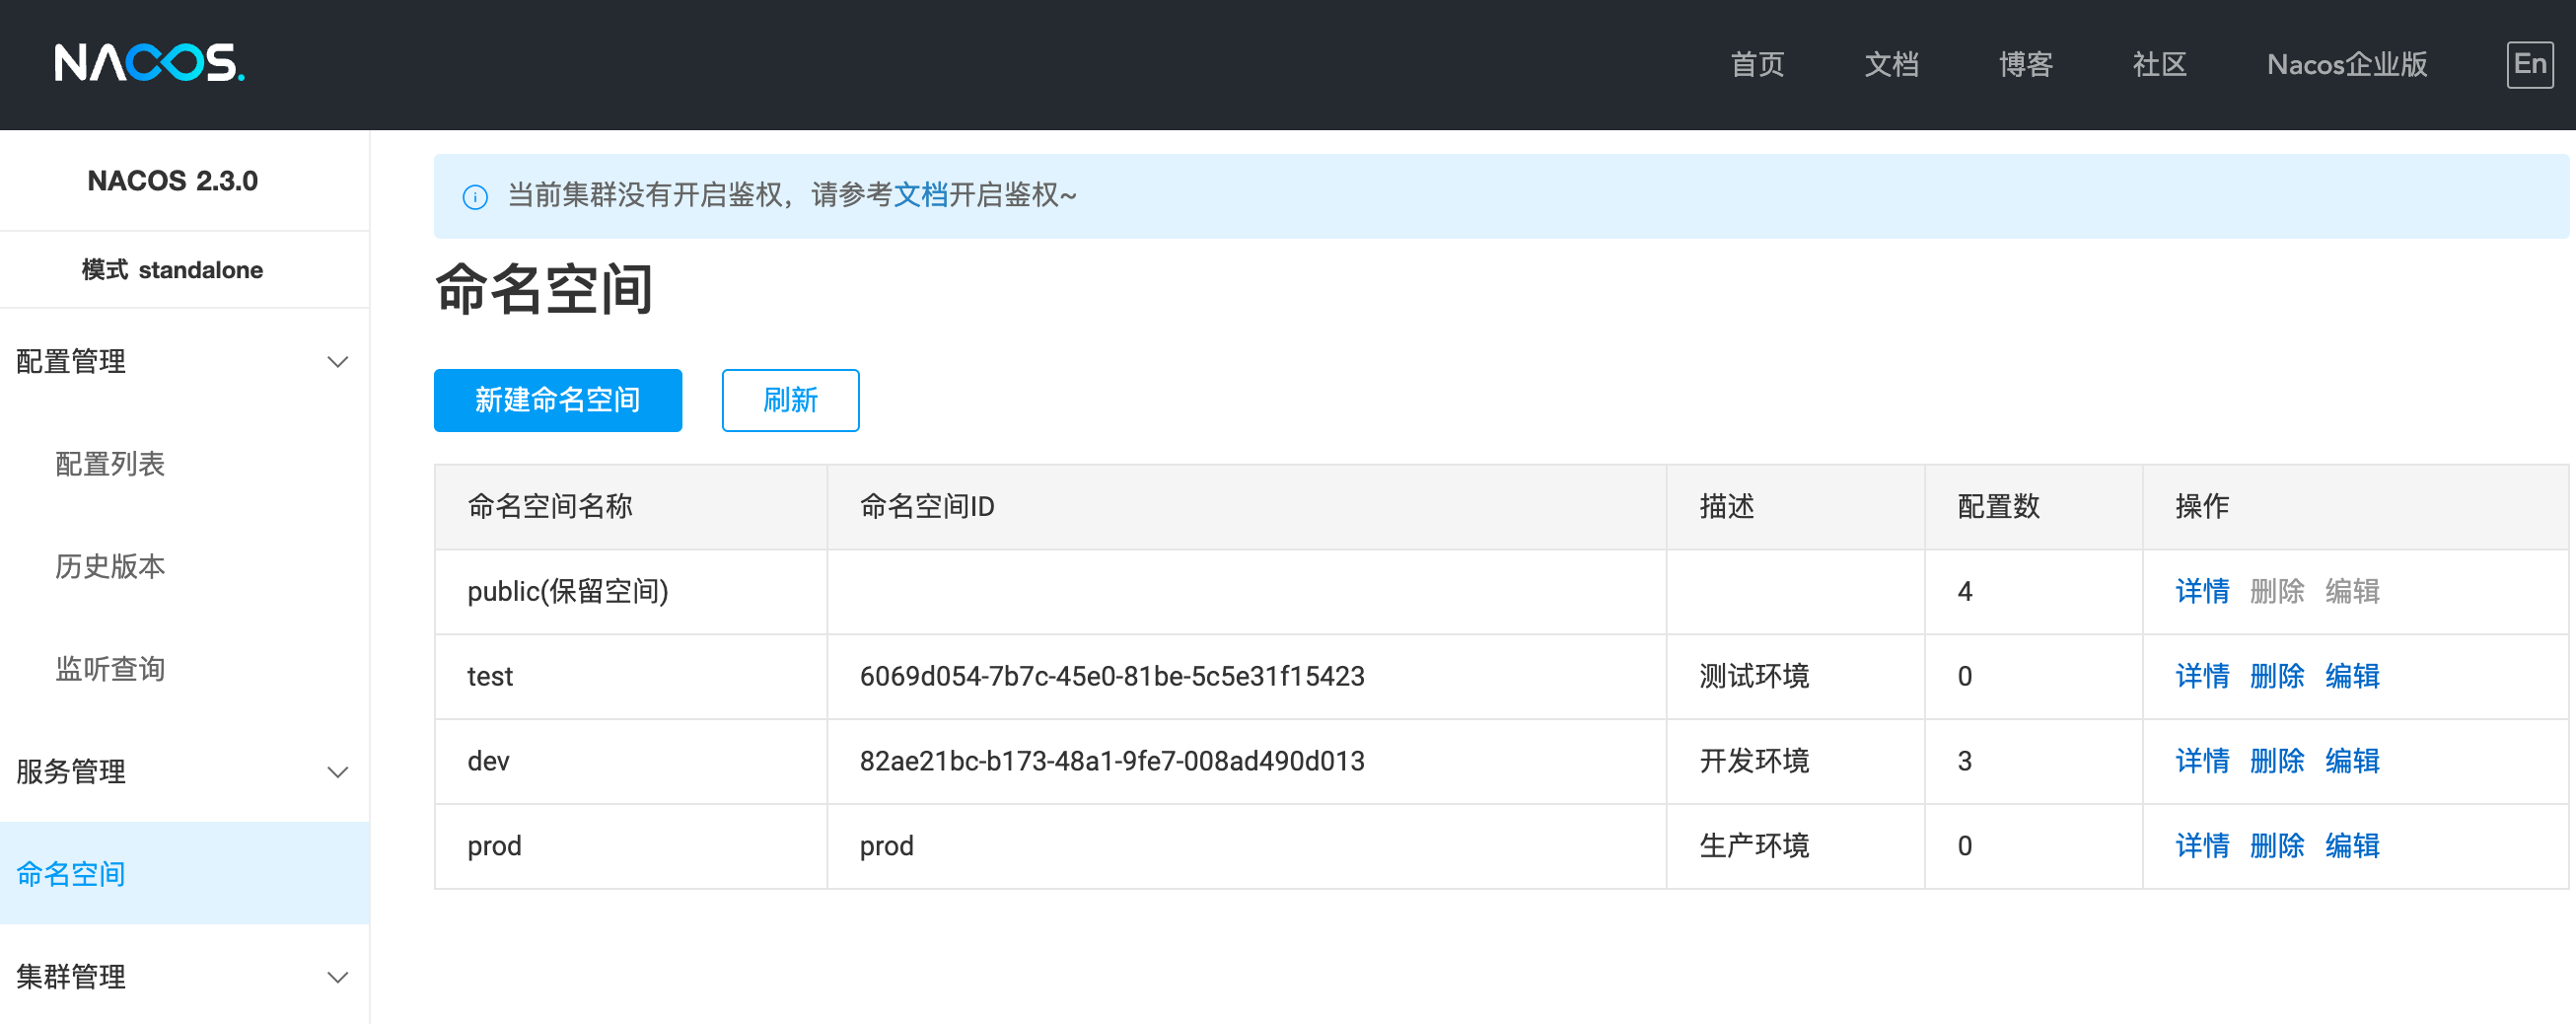 NACOS.
首页 文档 博客 社区 Nacos企业版 En
NACOS 2.3.0
模式 standalone
配置管理
配置列表
历史版本
监听查询
服务管理
命名空间
集群管理
当前集群没有开启鉴权，请参考文档开启鉴权~
命名空间
新建命名空间 刷新
命名空间名称 命名空间ID 描述 配置数 操作
public(保留空间) 4 详情 删除 编辑
test 6069d054-7b7c-45e0-81be-5c5e31f15423 测试环境 0 详情 删除 编辑
dev 82ae21bc-b173-48a1-9fe7-008ad490d013 开发环境 3 详情 删除 编辑
prod prod 生产环境 0 详情 删除 编辑